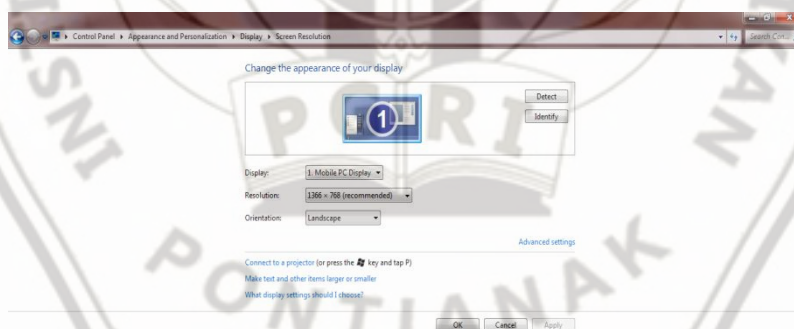 Control Panel ▸ Appearance and Personalization ▸ Display ▸ Screen Resolution
Search Con...
Change the appearance of your display
1
Detect
Identify
Display: 1. Mobile PC Display
Resolution: 1366 × 768 (recommended)
Orientation: Landscape
Advanced settings
Connect to a projector (or press the key and tap P)
Make text and other items larger or smaller
What display settings should I choose?
OK Cancel Apply
PGRI
PONTIANAK